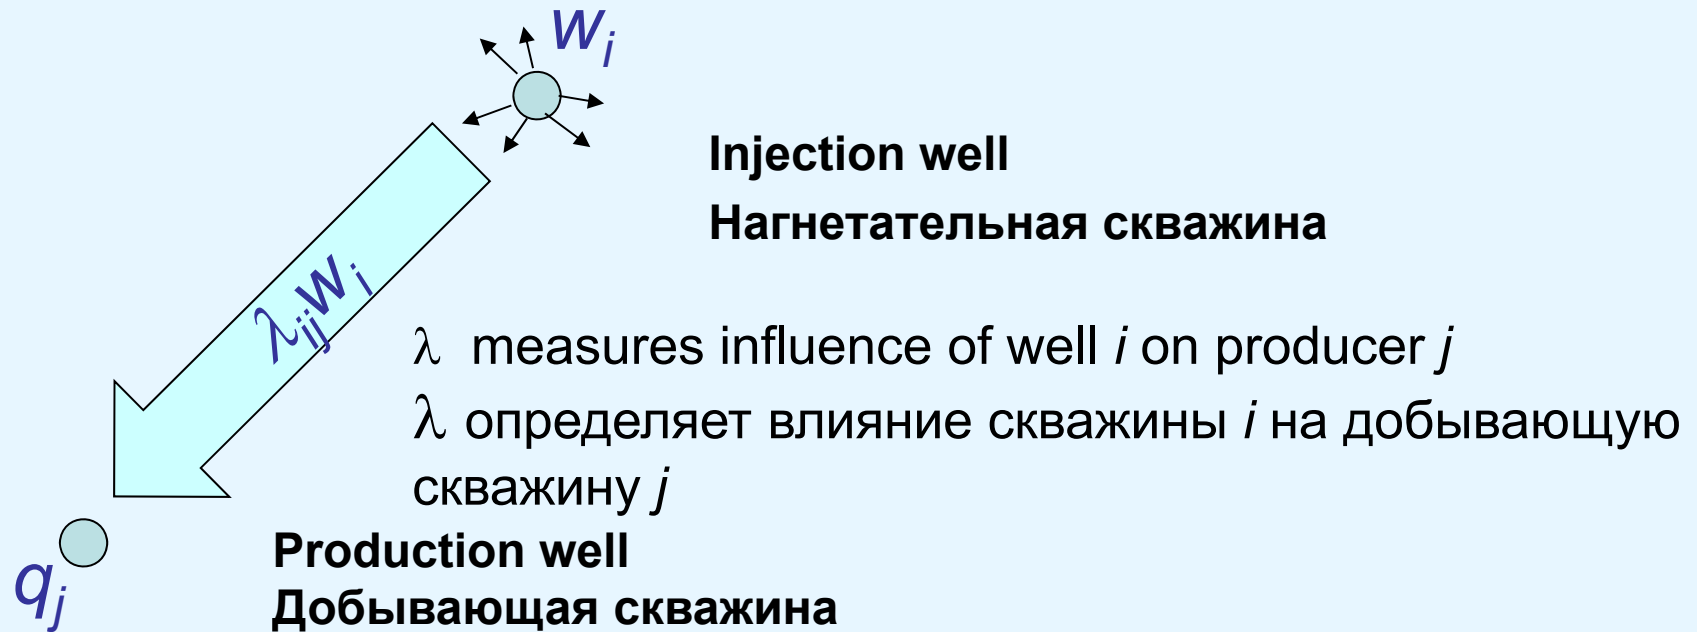 wᵢ
Injection well
Нагнетательная скважина
λᵢⱼwᵢ
λ measures influence of well i on producer j
λ определяет влияние скважины i на добывающую
скважину j
Production well
Добывающая скважина
qⱼ